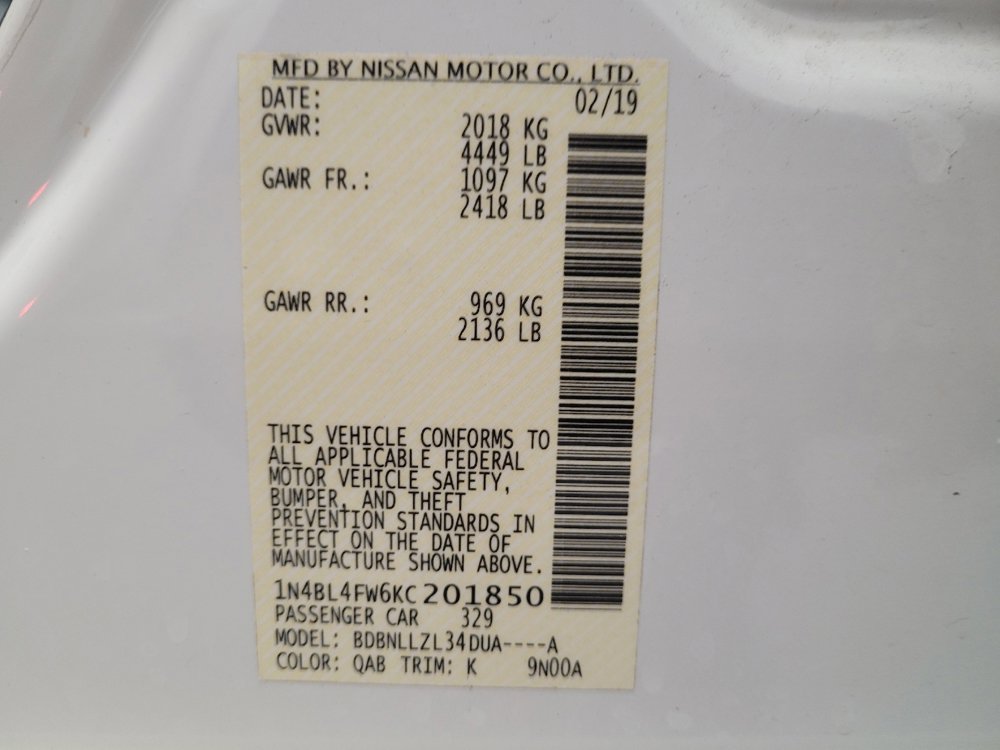 MFD BY NISSAN MOTOR CO., LTD.
DATE: 02/19
GVWR: 2018 KG
4449 LB
GAWR FR.: 1097 KG
2418 LB
GAWR RR.: 969 KG
2136 LB
THIS VEHICLE CONFORMS TO
ALL APPLICABLE FEDERAL
MOTOR VEHICLE SAFETY,
BUMPER, AND THEFT
PREVENTION STANDARDS IN
EFFECT ON THE DATE OF
MANUFACTURE SHOWN ABOVE.
1N4BL4FW6KC201850
PASSENGER CAR 329
MODEL: BDBNLLZL34DUA----A
COLOR: QAB TRIM: K 9N00A